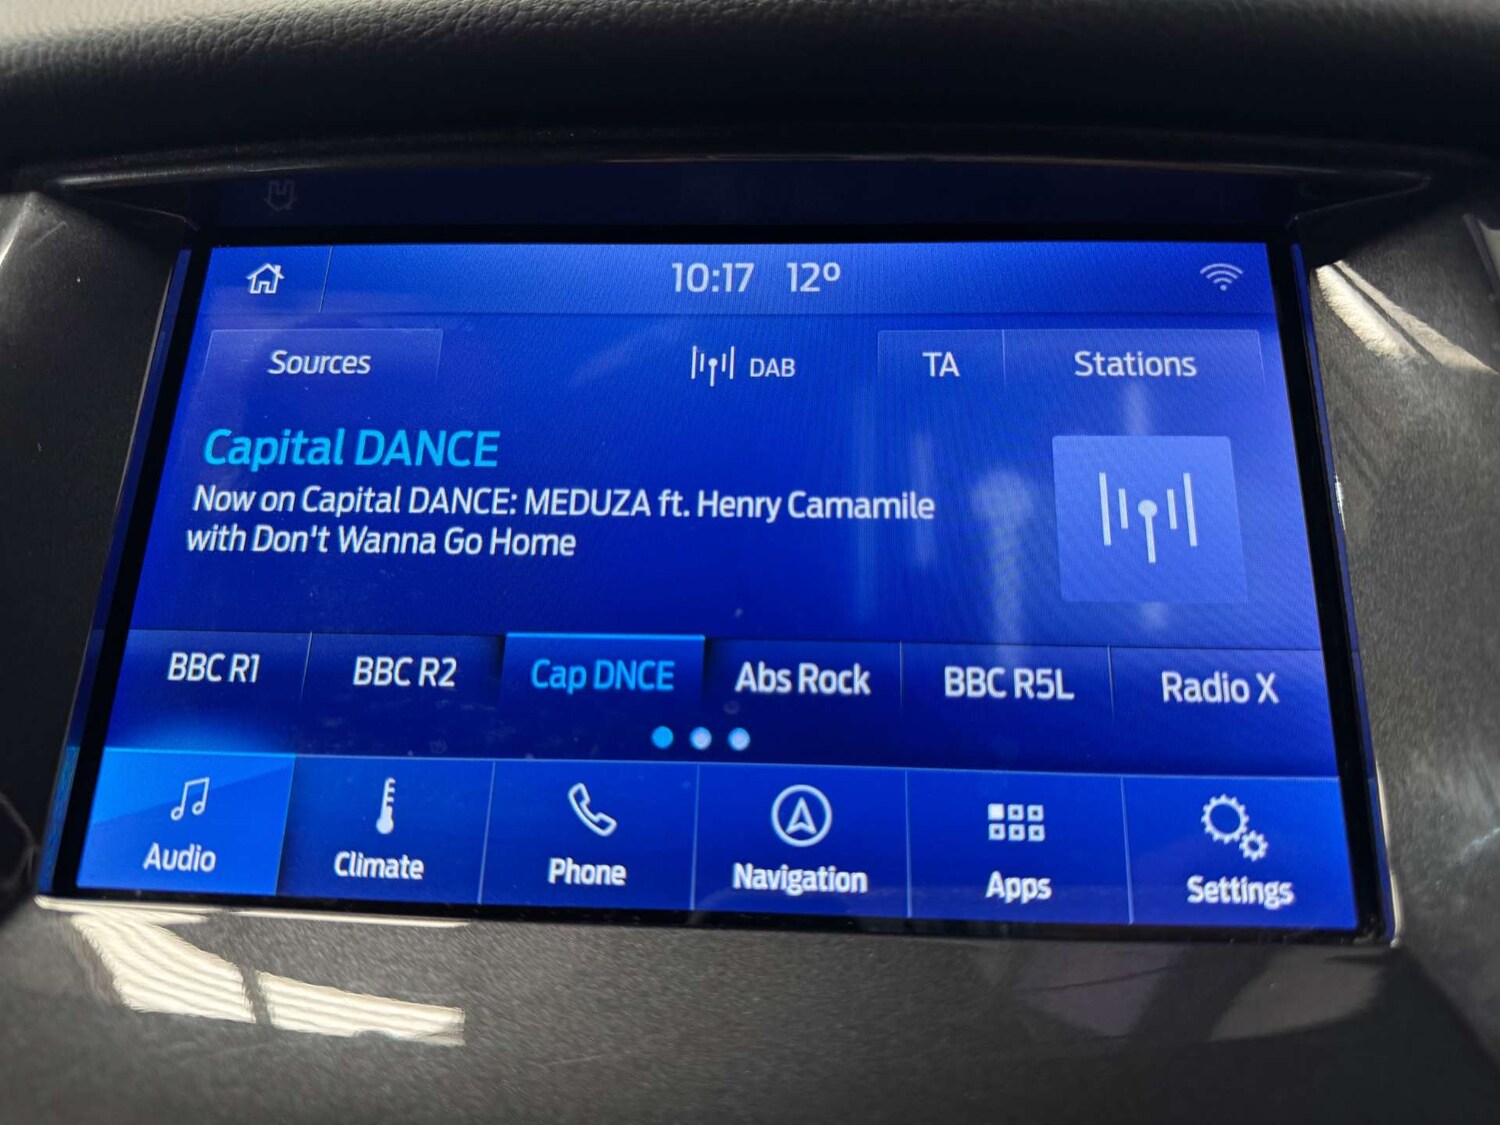 10:17 12°
Sources
DAB
TA
Stations
Capital DANCE
Now on Capital DANCE: MEDUZA ft. Henry Camamile
with Don't Wanna Go Home
BBC R1
BBC R2
Cap DNCE
Abs Rock
BBC R5L
Radio X
Audio
Climate
Phone
Navigation
Apps
Settings